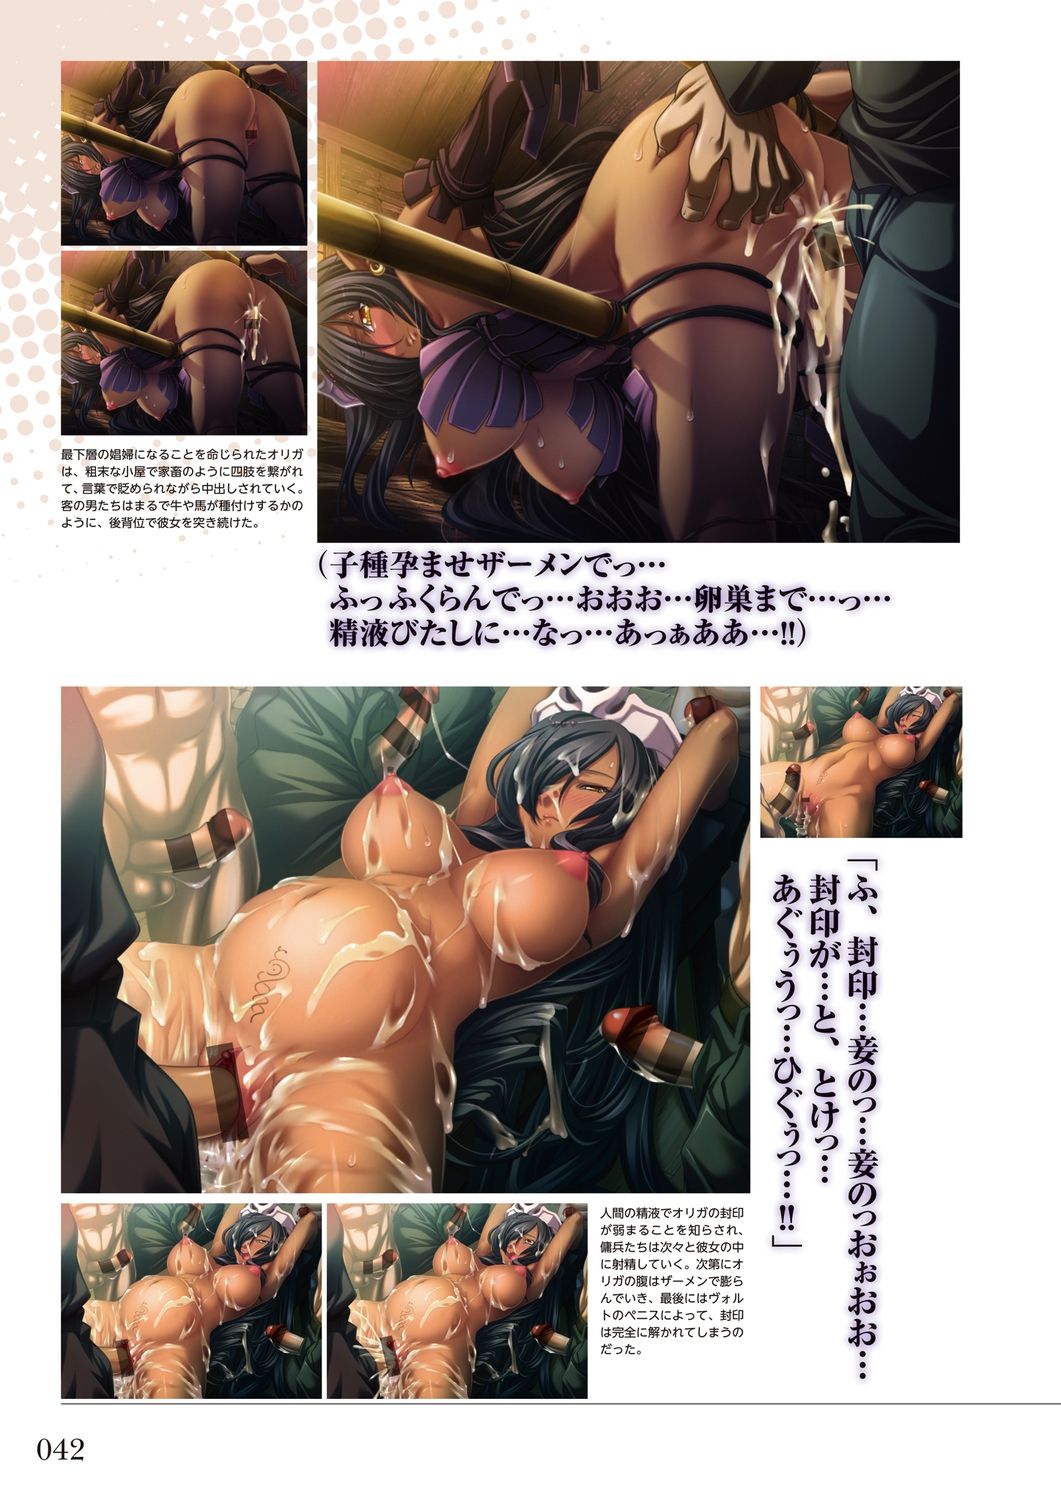 最下層の娼婦になることを命じられたオリガ
は、粗末な小屋で家畜のように四肢を繋がれ
て、言葉で貶められながら中出しされていく。
客の男たちはまるで牛や馬が種付けするかの
ように、後背位で彼女を突き続けた。
(子種孕ませザーメンでっ…
ふっふくらんでっ…おおお…卵巣まで…っ…
精液びたしに…なっ…あっぁああ…!!)
「ふ、封印…妾のっ…妾のっおぉおお…
封印が…と、とけっ…
あぐぅうっ…ひぐぅっ…!!」
人間の精液でオリガの封印
が弱まることを知らされ、
傭兵たちは次々と彼女の中
に射精していく。次第にオ
リガの腹はザーメンで膨ら
んでいき、最後にはヴォル
トのペニスによって、封印
は完全に解かれてしまうの
だった。
042